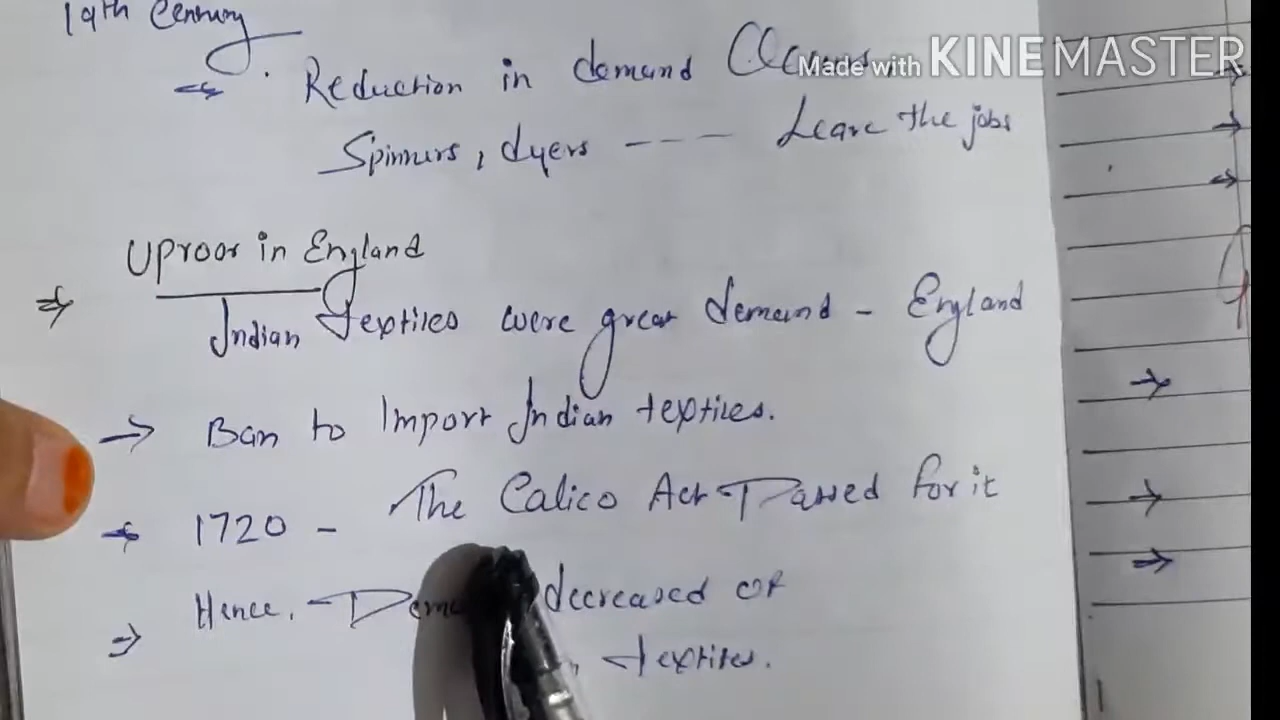 19th Century
Reduction in demand
Made with KINEMASTER
Spinners, dyers --- Leave the jobs
Uproor in England
Indian textiles were great demand - England
Ban to Import Indian textiles.
1720 - The Calico Act Passed for it
Hence, decreased of
textiles.